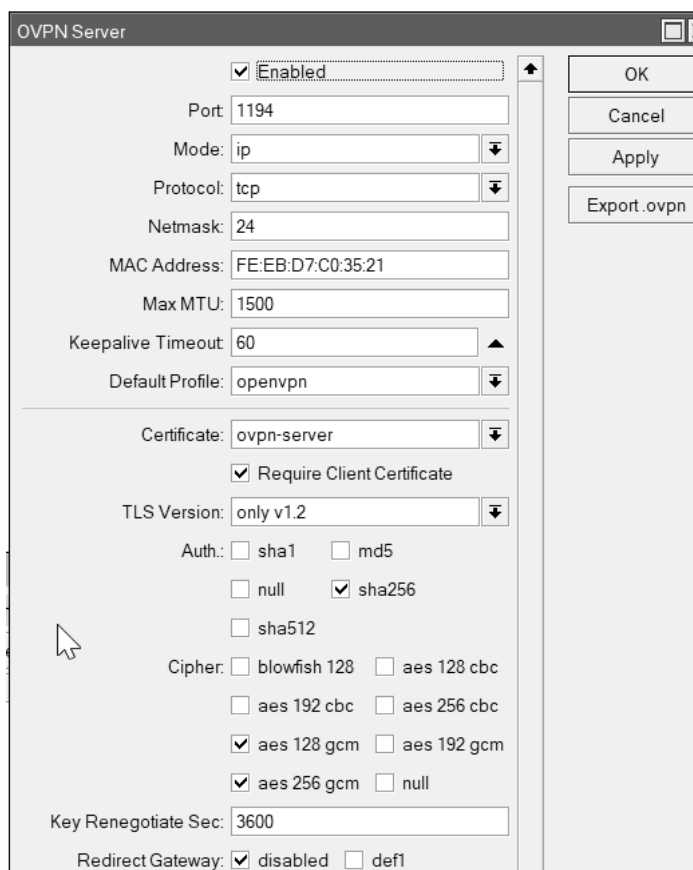 OVPN Server
Enabled
OK
Port: 1194
Cancel
Mode: ip
Apply
Protocol: tcp
Export .ovpn
Netmask: 24
MAC Address: FE:EB:D7:C0:35:21
Max MTU: 1500
Keepalive Timeout: 60
Default Profile: openvpn
Certificate: ovpn-server
Require Client Certificate
TLS Version: only v1.2
Auth.: sha1 md5
null sha256
sha512
Cipher: blowfish 128 aes 128 cbc
aes 192 cbc aes 256 cbc
aes 128 gcm aes 192 gcm
aes 256 gcm null
Key Renegotiate Sec: 3600
Redirect Gateway: disabled def1